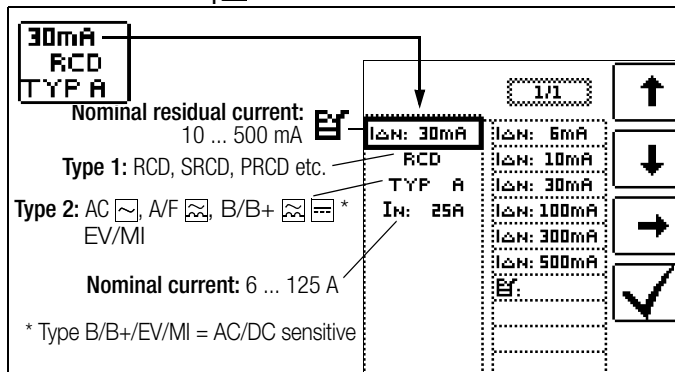 30mA
RCD
TYP A
Nominal residual current:
10 ... 500 mA
Type 1: RCD, SRCD, PRCD etc.
Type 2: AC, A/F, B/B+ *
EV/MI
Nominal current: 6 ... 125 A
* Type B/B+/EV/MI = AC/DC sensitive
I∆N: 30mA
RCD
TYP A
IN: 25A
1/1
I∆N: 6mA
I∆N: 10mA
I∆N: 30mA
I∆N: 100mA
I∆N: 300mA
I∆N: 500mA
: